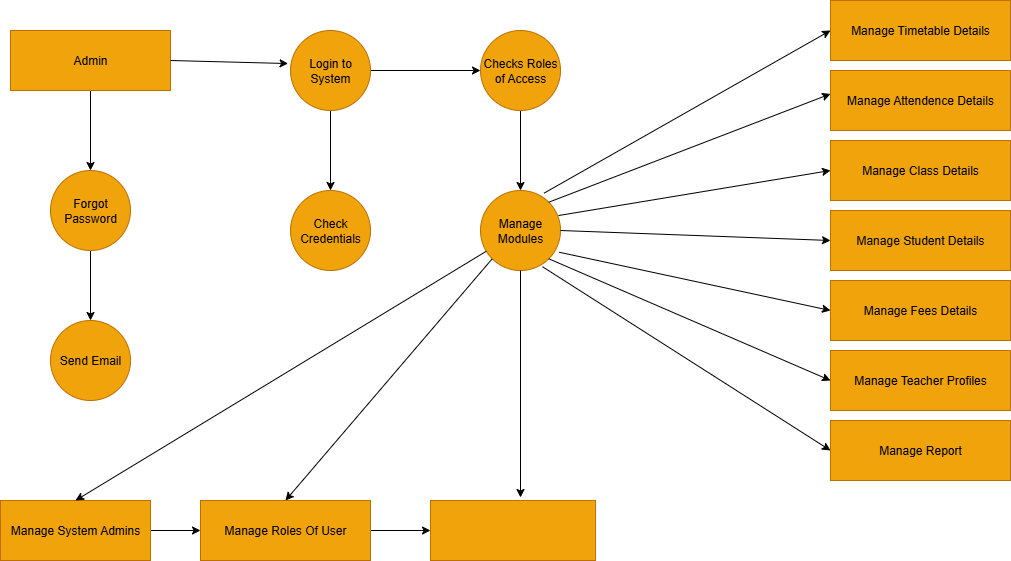 Admin
Login to
System
Checks Roles
of Access
Manage Timetable Details
Manage Attendence Details
Manage Class Details
Forgot
Password
Check
Credentials
Manage
Modules
Manage Student Details
Manage Fees Details
Send Email
Manage Teacher Profiles
Manage Report
Manage System Admins
Manage Roles Of User